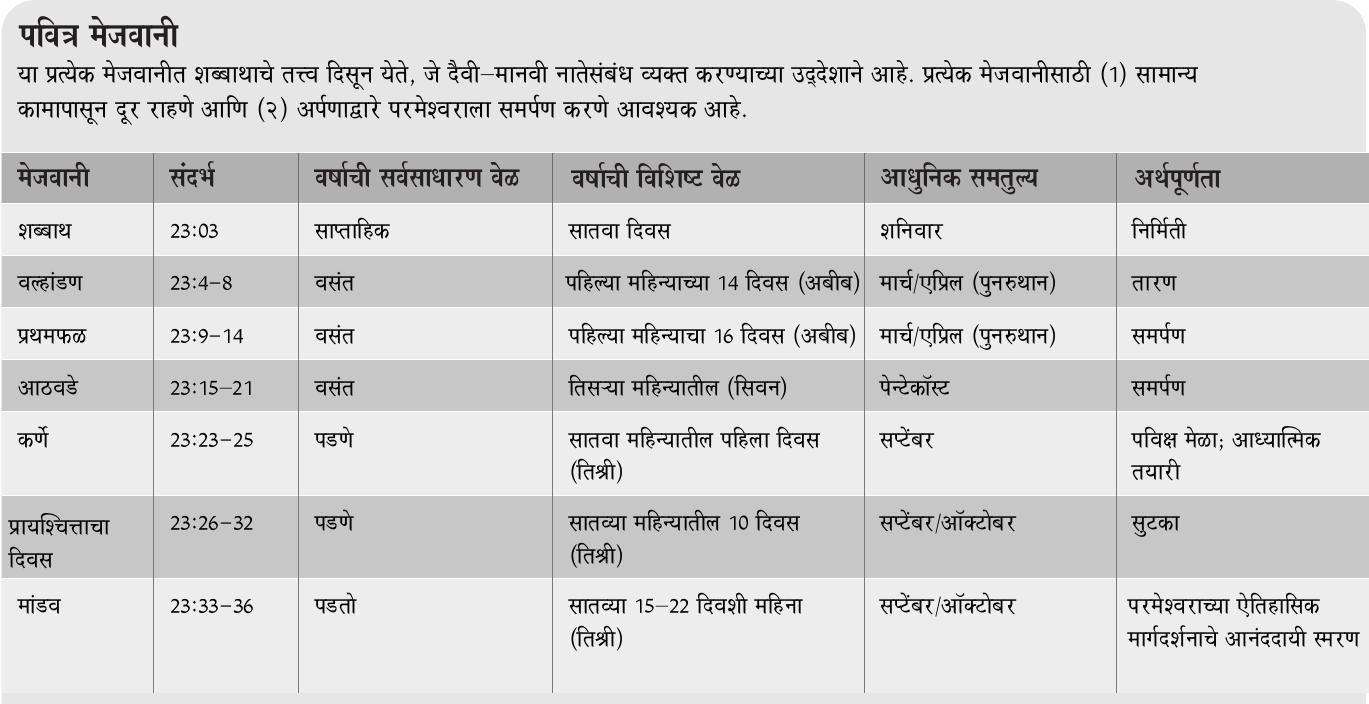 पवित्र मेजवानी
या प्रत्येक मेजवानीत शब्बाथाचे तत्त्व दिसून येते, जे दैवी–मानवी नातेसंबंध व्यक्त करण्याच्या उद्‌देशाने आहे. प्रत्येक मेजवानीसाठी (1) सामान्य
कामापासून दूर राहणे आणि (२) अर्पणाद्वारे परमेश्वराला समर्पण करणे आवश्यक आहे.
मेजवानी संदर्भ वर्षाची सर्वसाधारण वेळ वर्षाची विशिष्ट वेळ आधुनिक समतुल्य अर्थपूर्णता
शब्बाथ 23:03 साप्ताहिक सातवा दिवस शनिवार निर्मिती
वल्हांडण 23:4–8 वसंत पहिल्या महिन्याच्या 14 दिवस (अबीब) मार्च/एप्रिल (पुनरुथान) तारण
प्रथमफळ 23:9–14 वसंत पहिल्या महिन्याचा 16 दिवस (अबीब) मार्च/एप्रिल (पुनरुथान) समर्पण
आठवडे 23:15–21 वसंत तिसऱ्या महिन्यातील (सिवन) पेन्टेकॉस्ट समर्पण
कर्णे 23:23–25 पडणे सातवा महिन्यातील पहिला दिवस सप्टेंबर पविक्ष मेळा; आध्यात्मिक
(तिश्री) तयारी
प्रायश्चित्ताचा 23:26–32 पडणे सातव्या महिन्यातील 10 दिवस सप्टेंबर/ऑक्टोबर सुटका
दिवस (तिश्री)
मांडव 23:33–36 पडतो सातव्या 15–22 दिवशी महिना सप्टेंबर/ऑक्टोबर परमेश्वराच्या ऐतिहासिक
(तिश्री) मार्गदर्शनाचे आनंददायी स्मरण